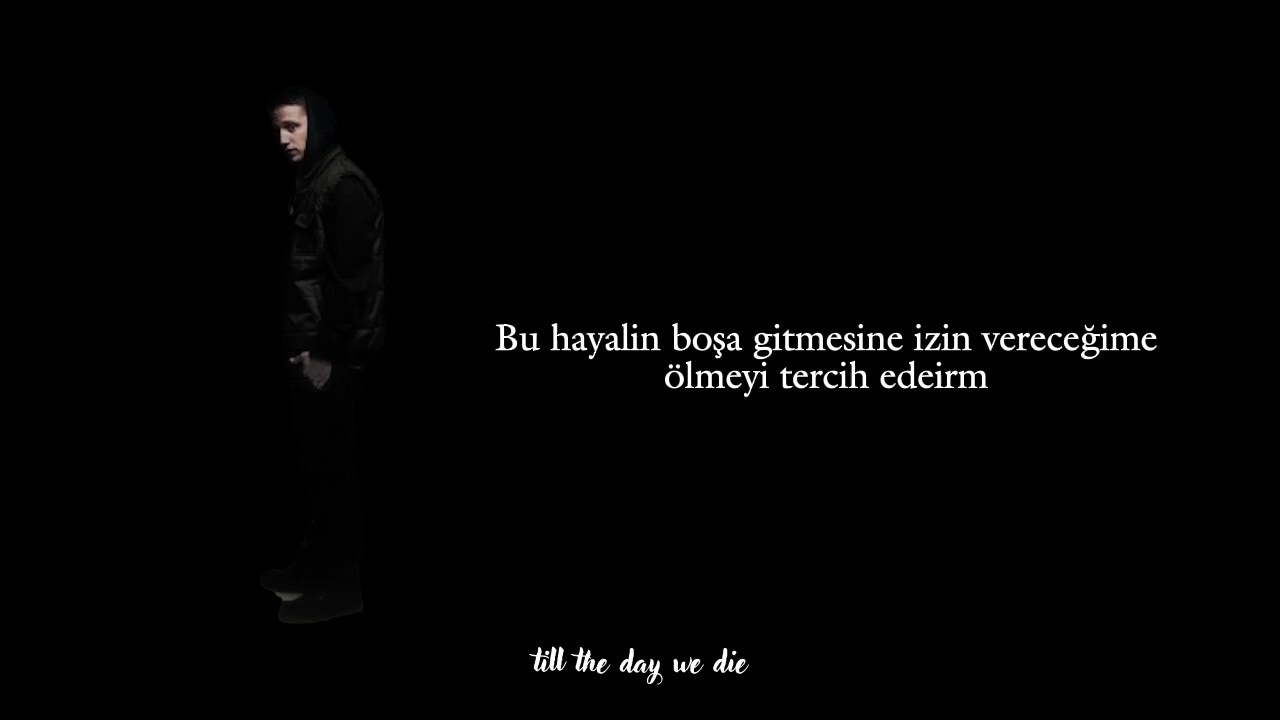 Bu hayalin boşa gitmesine izin vereceğime
ölmeyi tercih edeirm
till the day we die